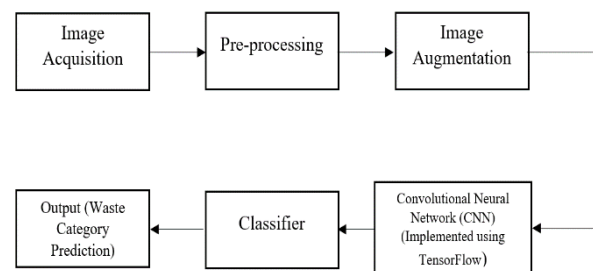 Image
Acquisition
Pre-processing
Image
Augmentation
Convolutional Neural
Network (CNN)
(Implemented using
TensorFlow)
Classifier
Output (Waste
Category
Prediction)